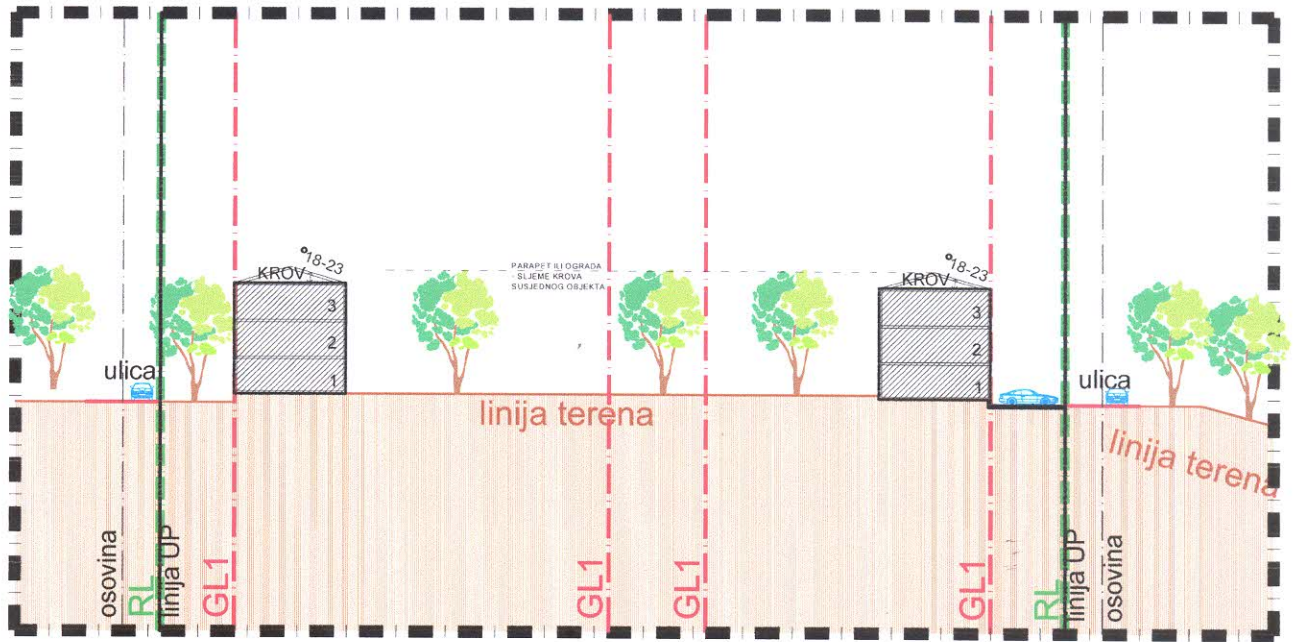 °18-23
KROV
3
2
1
PARAPET ILI OGRADA
- SLJEME KROVA
SUSJEDNOG OBJEKTA
°18-23
KROV
3
2
1
ulica
ulica
linija terena
linija terena
osovina
RL
linija UP
GL1
GL1
GL1
GL1
RL
linija UP
osovina